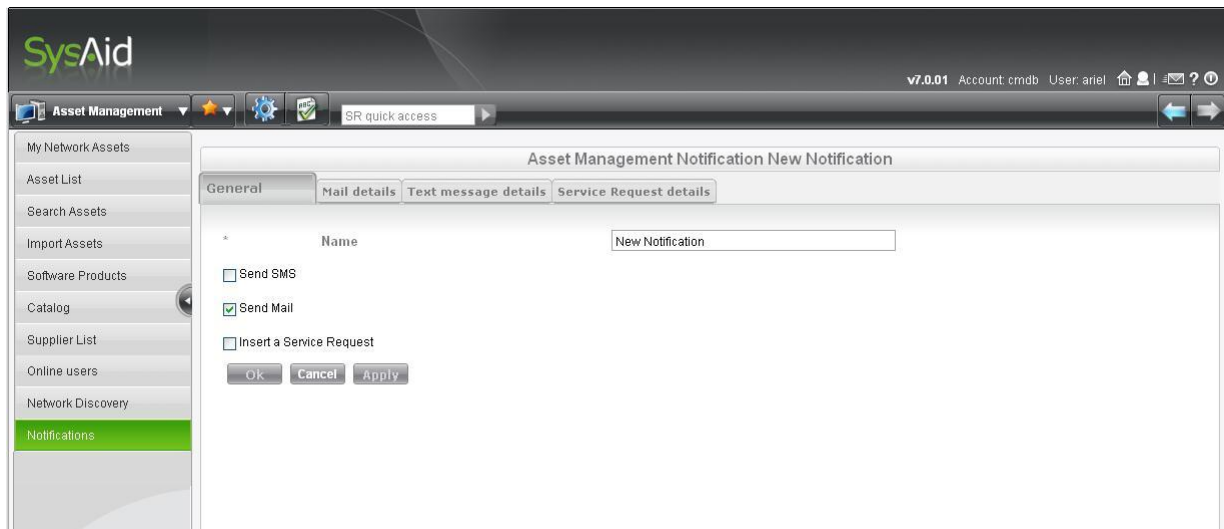 SysAid
v7.0.01 Account: cmdb User: ariel
Asset Management
SR quick access
My Network Assets
Asset List
Search Assets
Import Assets
Software Products
Catalog
Supplier List
Online users
Network Discovery
Notifications
Asset Management Notification New Notification
General Mail details Text message details Service Request details
* Name New Notification
Send SMS
Send Mail
Insert a Service Request
Ok Cancel Apply